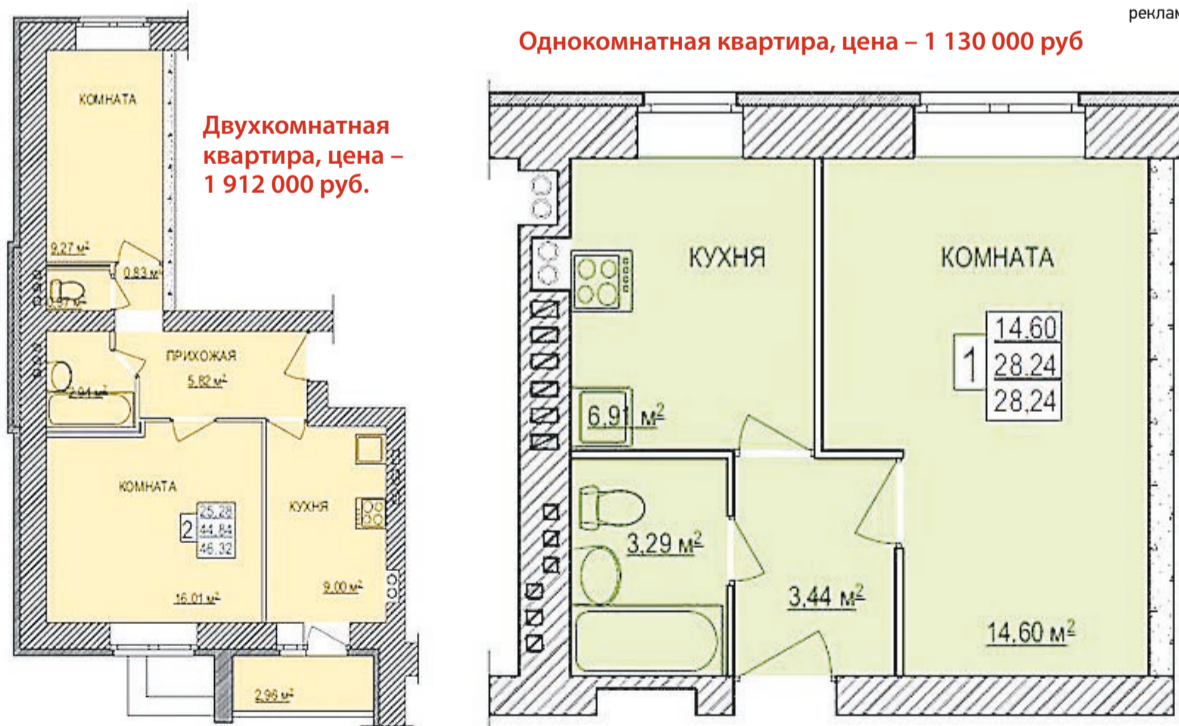 реклам
Однокомнатная квартира, цена – 1 130 000 руб
Двухкомнатная
квартира, цена –
1 912 000 руб.
КОМНАТА
9.27 м²
0.83 м²
ПРИХОЖАЯ
5.82 м²
2.94 м²
КОМНАТА
2
25.28
44.84
46.32
16.01 м²
КУХНЯ
9.00 м²
2.96 м²
КУХНЯ
6.91 м²
КОМНАТА
1
14.60
28.24
28,24
3.29 м²
3.44 м²
14.60 м²